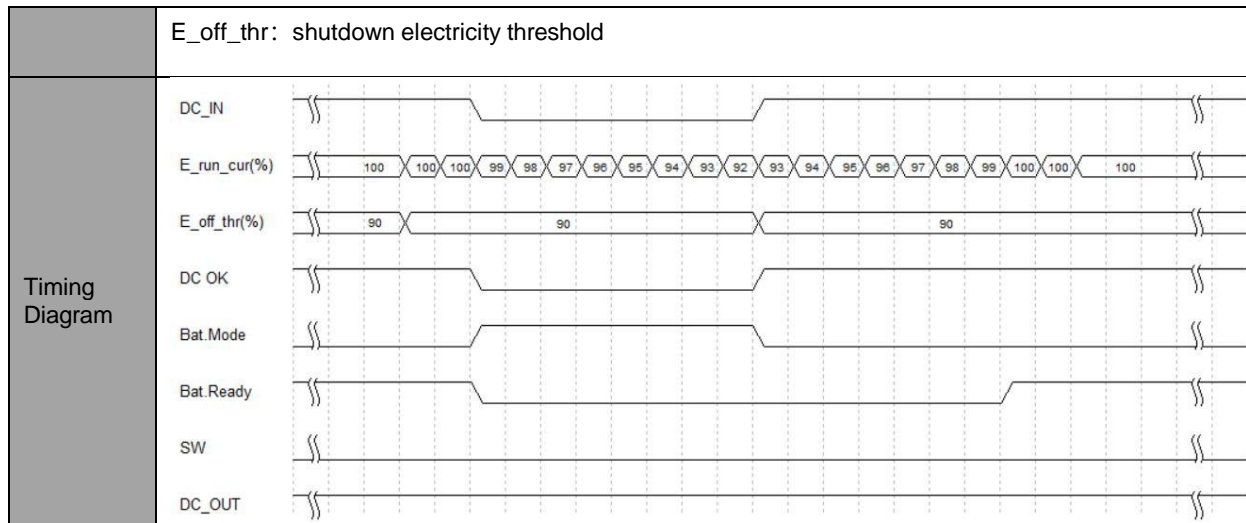 E_off_thr: shutdown electricity threshold
Timing
Diagram
DC_IN
E_run_cur(%) 100 100 100 99 98 97 96 95 94 93 92 93 94 95 96 97 98 99 100 100 100
E_off_thr(%) 90 90 90
DC OK
Bat.Mode
Bat.Ready
SW
DC_OUT